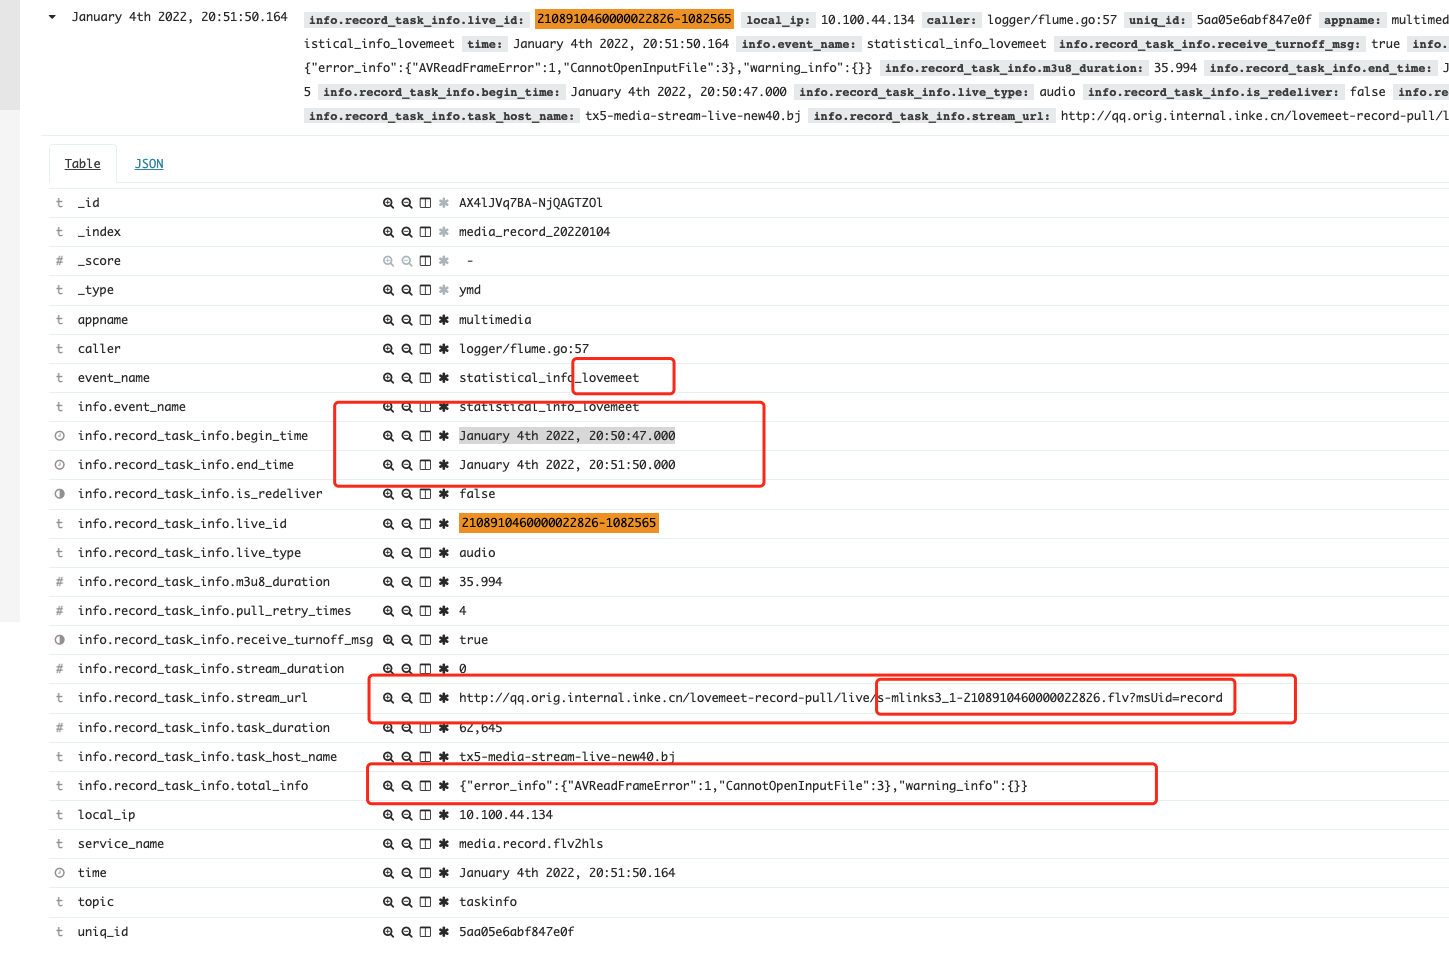 January 4th 2022, 20:51:50.164 info.record_task_info.live_id: 2108910460000022826-1082565 local_ip: 10.100.44.134 caller: logger/flume.go:57 uniq_id: 5aa05e6abf847e0f appname: multimed
istical_info_lovemeet time: January 4th 2022, 20:51:50.164 info.event_name: statistical_info_lovemeet info.record_task_info.receive_turnoff_msg: true info.
{"error_info":{"AVReadFrameError":1,"CannotOpenInputFile":3},"warning_info":{}} info.record_task_info.m3u8_duration: 35.994 info.record_task_info.end_time: J
5 info.record_task_info.begin_time: January 4th 2022, 20:50:47.000 info.record_task_info.live_type: audio info.record_task_info.is_redeliver: false info.re
info.record_task_info.task_host_name: tx5-media-stream-live-new40.bj info.record_task_info.stream_url: http://qq.orig.internal.inke.cn/lovemeet-record-pull/l
Table JSON
t _id AX4lJVq7BA-NjQAGTZOl
t _index media_record_20220104
# _score -
t _type ymd
t appname multimedia
t caller logger/flume.go:57
t event_name statistical_info_lovemeet
t info.event_name statistical_info_lovemeet
info.record_task_info.begin_time January 4th 2022, 20:50:47.000
info.record_task_info.end_time January 4th 2022, 20:51:50.000
info.record_task_info.is_redeliver false
t info.record_task_info.live_id 2108910460000022826-1082565
t info.record_task_info.live_type audio
# info.record_task_info.m3u8_duration 35.994
# info.record_task_info.pull_retry_times 4
info.record_task_info.receive_turnoff_msg true
# info.record_task_info.stream_duration 0
t info.record_task_info.stream_url http://qq.orig.internal.inke.cn/lovemeet-record-pull/live/s-mlinks3_1-2108910460000022826.flv?msUid=record
# info.record_task_info.task_duration 62,645
t info.record_task_info.task_host_name tx5-media-stream-live-new40.bj
t info.record_task_info.total_info {"error_info":{"AVReadFrameError":1,"CannotOpenInputFile":3},"warning_info":{}}
t local_ip 10.100.44.134
t service_name media.record.flv2hls
time January 4th 2022, 20:51:50.164
t topic taskinfo
t uniq_id 5aa05e6abf847e0f